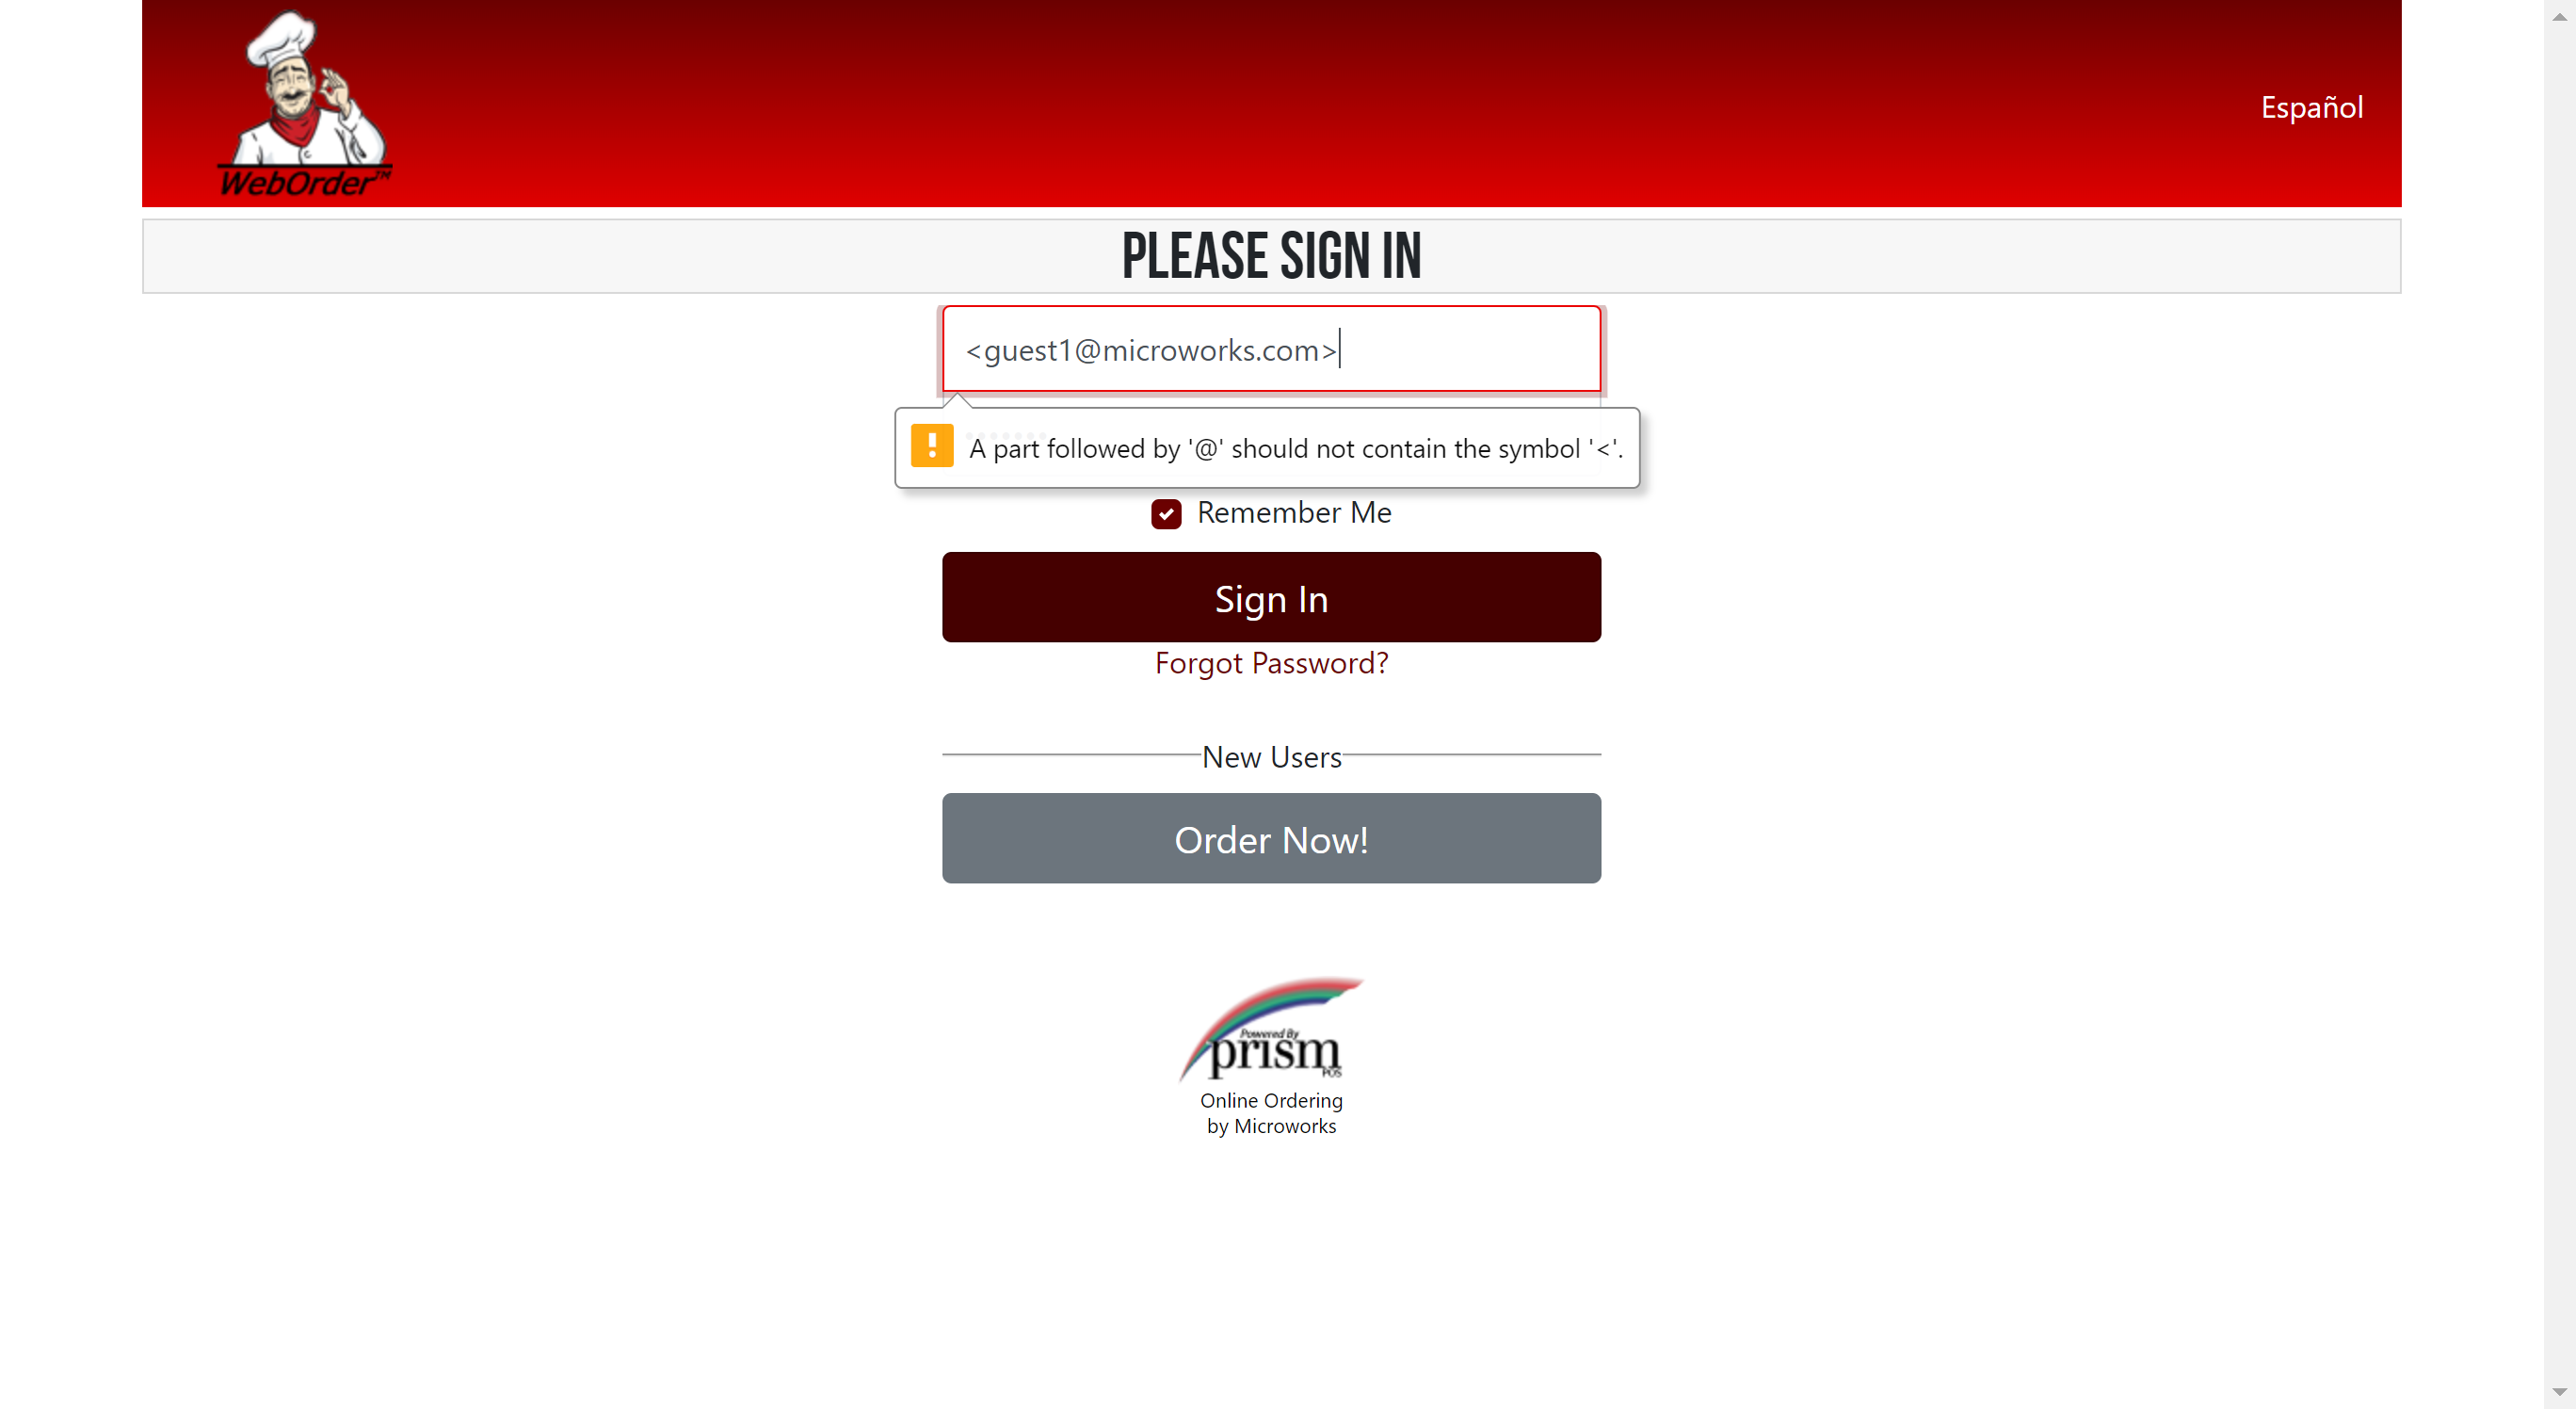 WebOrder™
Español
PLEASE SIGN IN
<guest1@microworks.com>
A part followed by '@' should not contain the symbol '<'.
Remember Me
Sign In
Forgot Password?
New Users
Order Now!
Powered By
prism
POS
Online Ordering
by Microworks